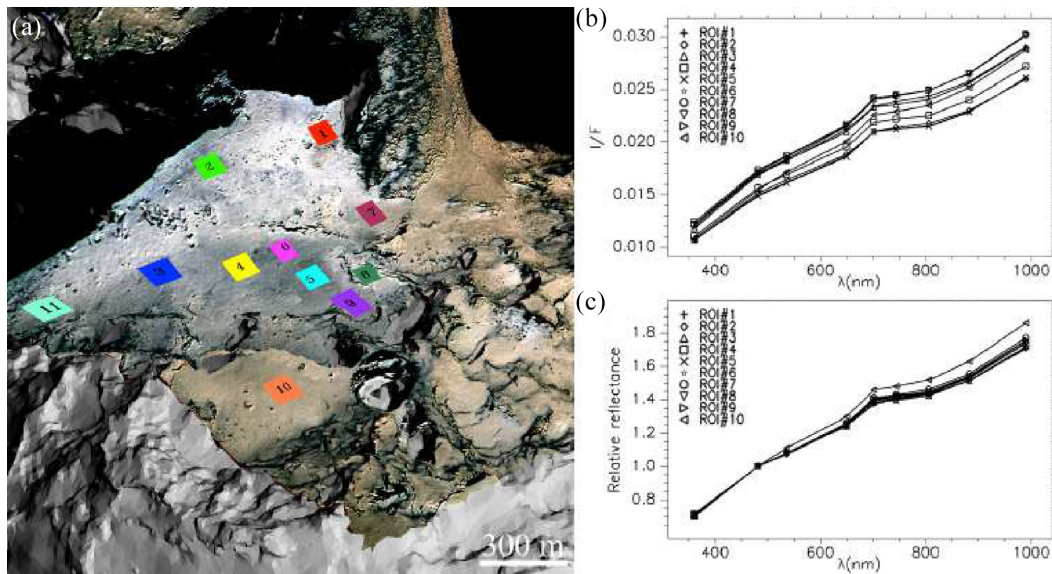 (a)
1
2
7
6
4
3
5
8
9
11
10
300 m
(b)
0.030
0.025
0.020
0.015
0.010
I/F
ROI#1
ROI#2
ROI#3
ROI#4
ROI#5
ROI#6
ROI#7
ROI#8
ROI#9
ROI#10
400
600
800
1000
λ(nm)
(c)
1.8
1.6
1.4
1.2
1.0
0.8
Relative reflectance
ROI#1
ROI#2
ROI#3
ROI#4
ROI#5
ROI#6
ROI#7
ROI#8
ROI#9
ROI#10
400
600
800
1000
λ(nm)